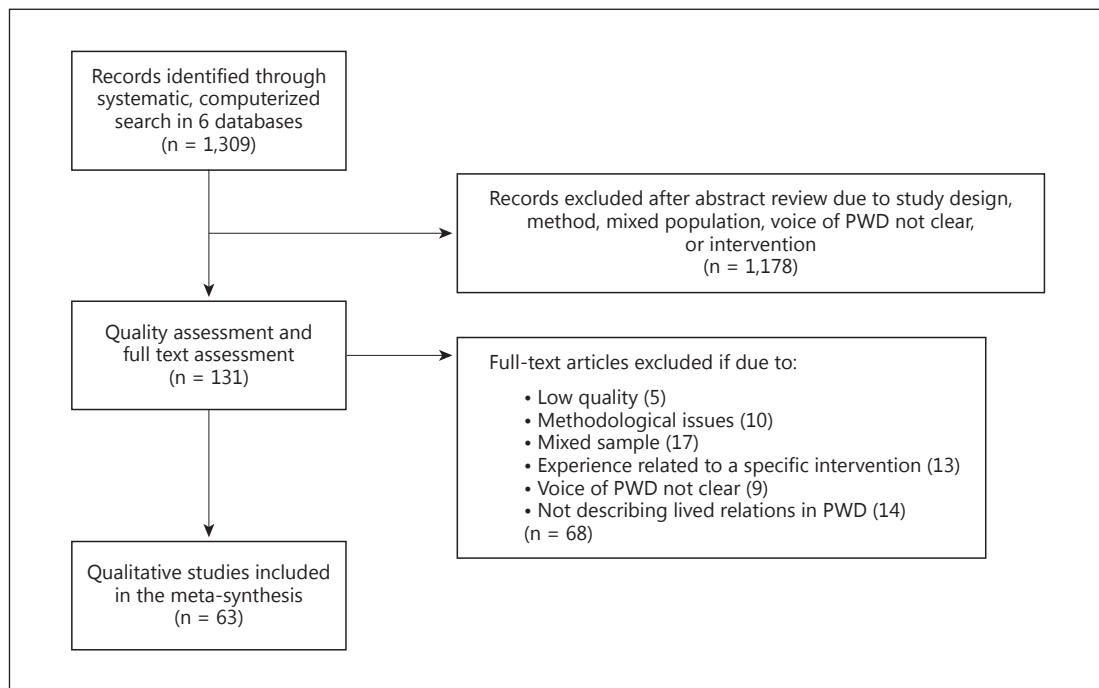 Records identified through
systematic, computerized
search in 6 databases
(n = 1,309)
Records excluded after abstract review due to study design,
method, mixed population, voice of PWD not clear,
or intervention
(n = 1,178)
Quality assessment and
full text assessment
(n = 131)
Full-text articles excluded if due to:
• Low quality (5)
• Methodological issues (10)
• Mixed sample (17)
• Experience related to a specific intervention (13)
• Voice of PWD not clear (9)
• Not describing lived relations in PWD (14)
(n = 68)
Qualitative studies included
in the meta-synthesis
(n = 63)